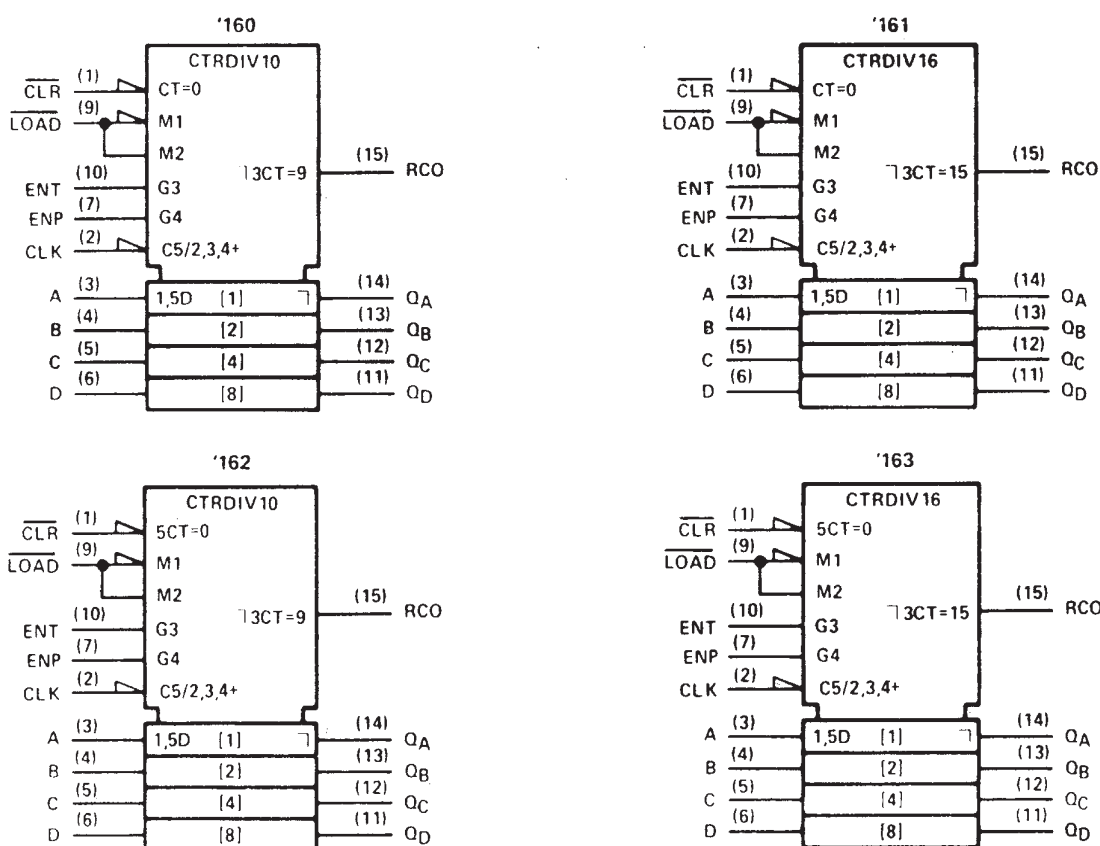 '160
CTRDIV10
CLR (1) CT=0
LOAD (9) M1
M2
ENT (10) G3
ENP (7) G4
CLK (2) C5/2,3,4+
⌝3CT=9 (15) RCO
A (3) 1,5D [1] ⌝ (14) QA
B (4) [2] (13) QB
C (5) [4] (12) QC
D (6) [8] (11) QD
'161
CTRDIV16
CLR (1) CT=0
LOAD (9) M1
M2
ENT (10) G3
ENP (7) G4
CLK (2) C5/2,3,4+
⌝3CT=15 (15) RCO
A (3) 1,5D [1] ⌝ (14) QA
B (4) [2] (13) QB
C (5) [4] (12) QC
D (6) [8] (11) QD
'162
CTRDIV10
CLR (1) 5CT=0
LOAD (9) M1
M2
ENT (10) G3
ENP (7) G4
CLK (2) C5/2,3,4+
⌝3CT=9 (15) RCO
A (3) 1,5D [1] ⌝ (14) QA
B (4) [2] (13) QB
C (5) [4] (12) QC
D (6) [8] (11) QD
'163
CTRDIV16
CLR (1) 5CT=0
LOAD (9) M1
M2
ENT (10) G3
ENP (7) G4
CLK (2) C5/2,3,4+
⌝3CT=15 (15) RCO
A (3) 1,5D [1] ⌝ (14) QA
B (4) [2] (13) QB
C (5) [4] (12) QC
D (6) [8] (11) QD